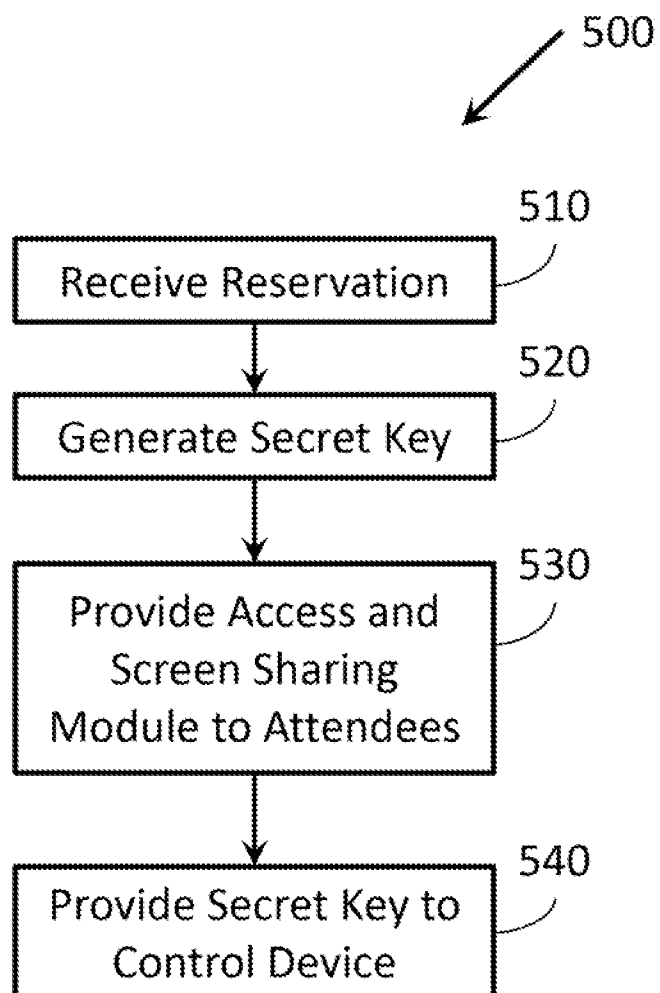 500
510
Receive Reservation
520
Generate Secret Key
530
Provide Access and
Screen Sharing
Module to Attendees
540
Provide Secret Key to
Control Device